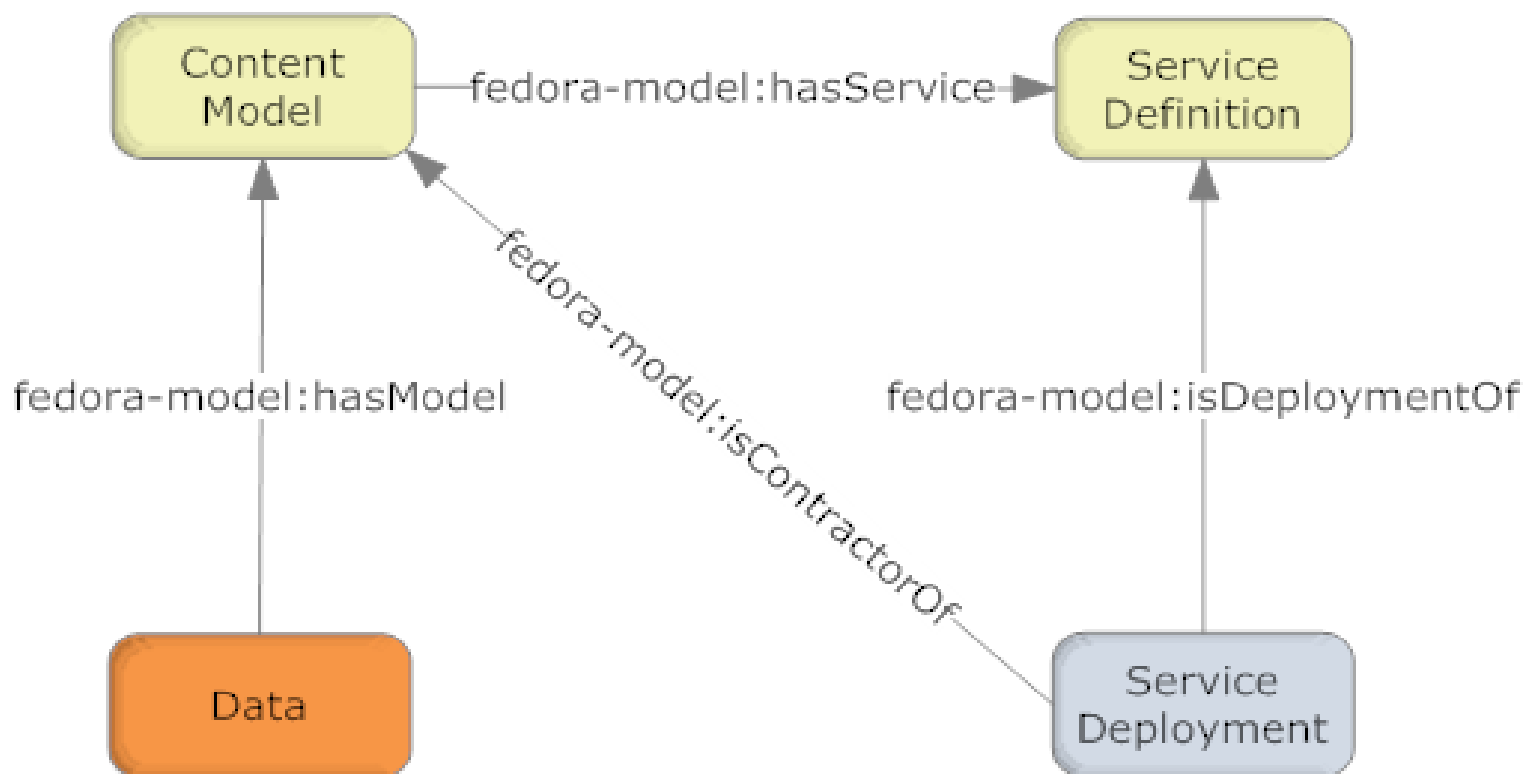 Content
Model
fedora-model:hasService
Service
Definition
fedora-model:isContractorOf
fedora-model:hasModel
fedora-model:isDeploymentOf
Data
Service
Deployment